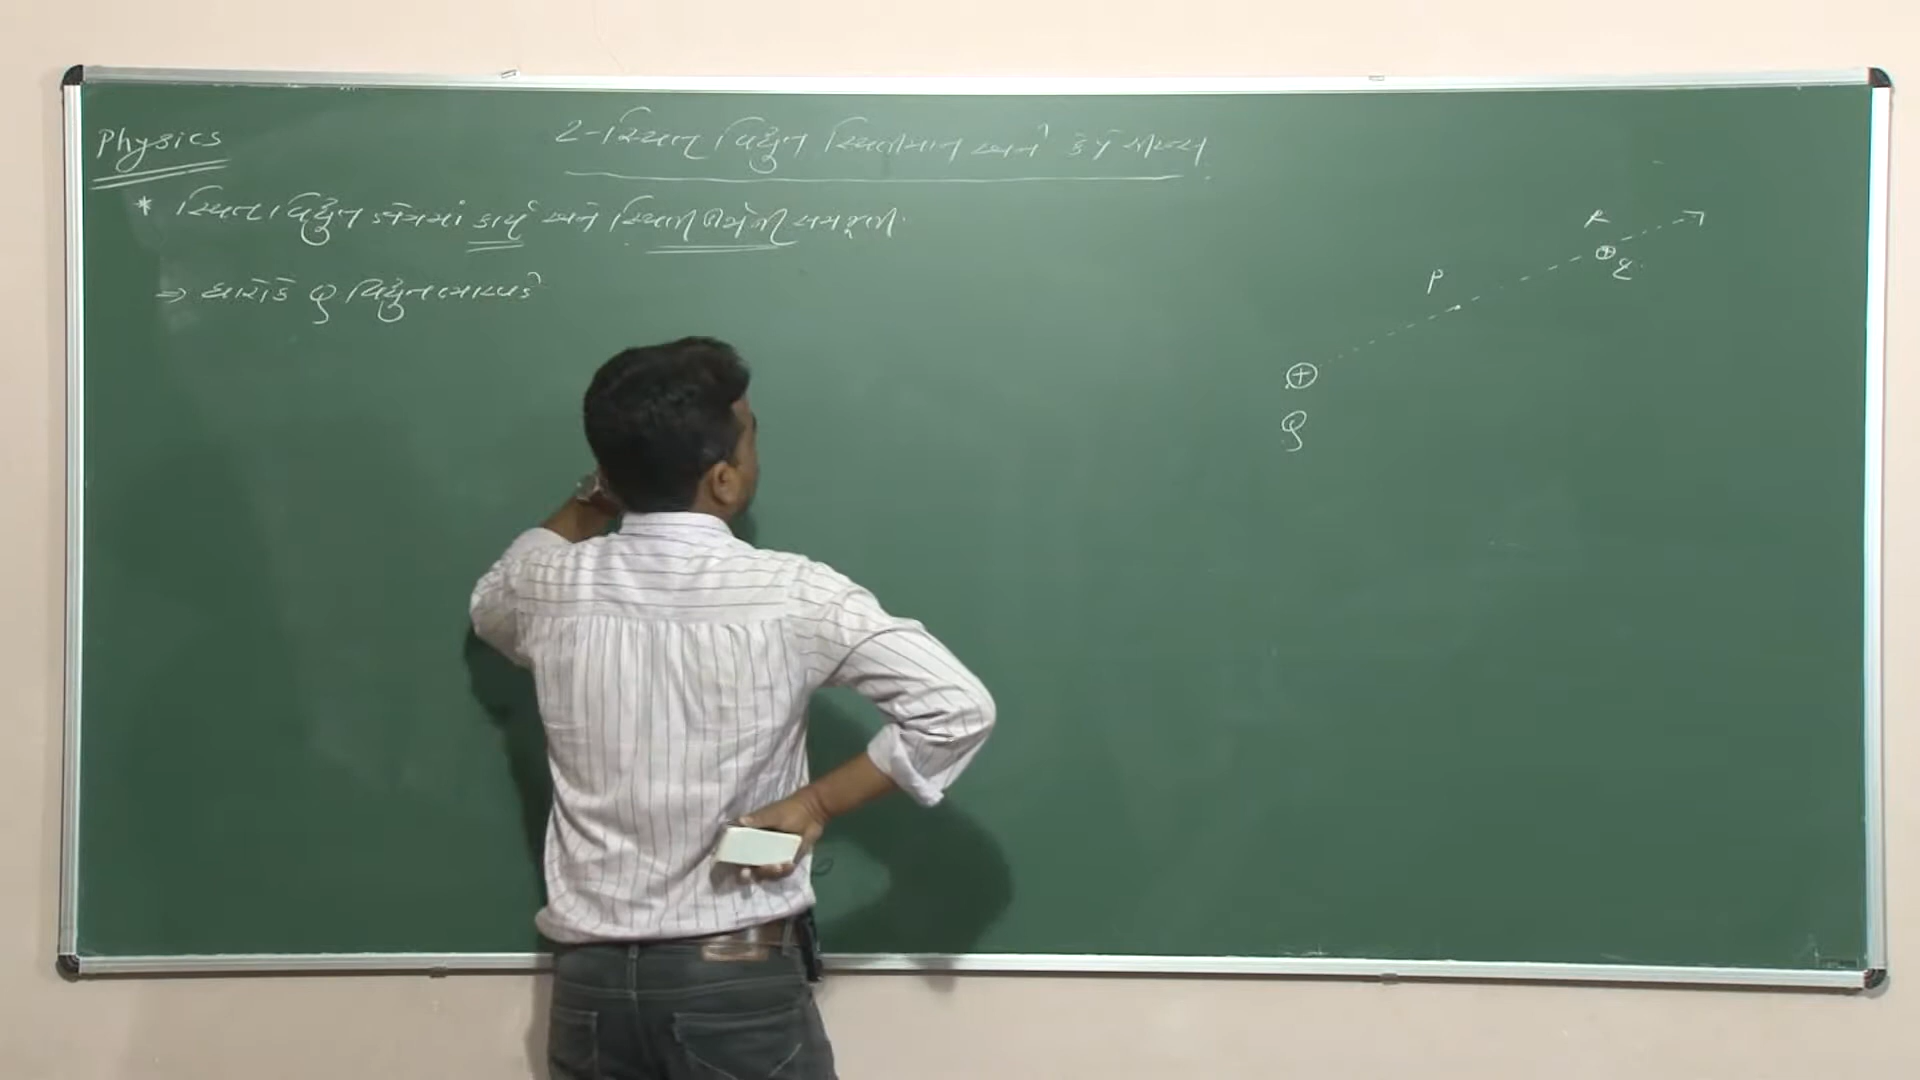 Physics
2-સ્થિત વિદ્યુત સ્થિતિમાન અને કેપેસિટન્સ
* સ્થિત વિદ્યુત ક્ષેત્રમાં કાર્ય અને સ્થિતિ ઊર્જાની સમજૂતી.
⇒ ધારોકે Q વિદ્યુતભાર
R
P
q
Q